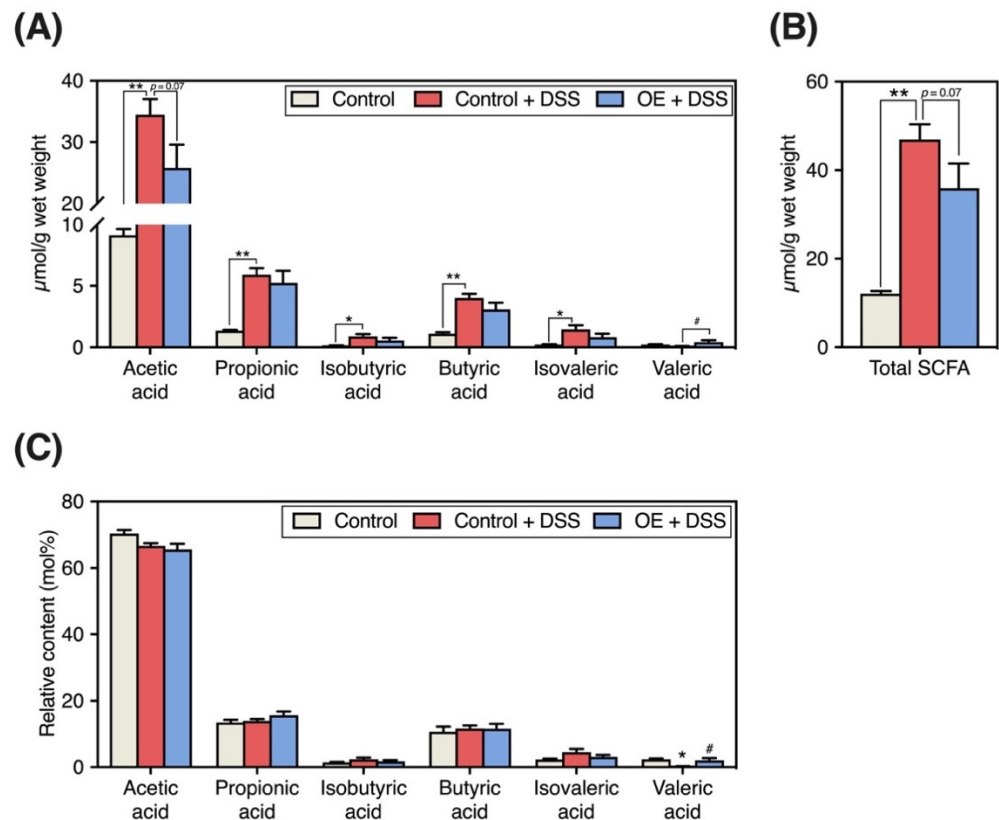 (A)
40
30
20
10
5
0
µmol/g wet weight
** p = 0.07
Control Control + DSS OE + DSS
**
*
**
*
#
Acetic acid
Propionic acid
Isobutyric acid
Butyric acid
Isovaleric acid
Valeric acid
(B)
60
40
20
0
µmol/g wet weight
** p = 0.07
Total SCFA
(C)
80
60
40
20
0
Relative content (mol%)
Control Control + DSS OE + DSS
* #
Acetic acid
Propionic acid
Isobutyric acid
Butyric acid
Isovaleric acid
Valeric acid